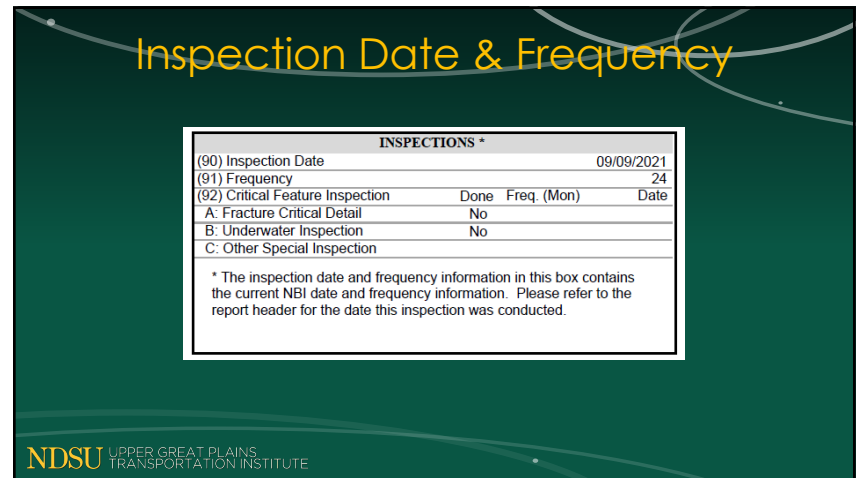 Inspection Date & Frequency
INSPECTIONS *
(90) Inspection Date 09/09/2021
(91) Frequency 24
(92) Critical Feature Inspection Done Freq. (Mon) Date
A: Fracture Critical Detail No
B: Underwater Inspection No
C: Other Special Inspection
* The inspection date and frequency information in this box contains
the current NBI date and frequency information. Please refer to the
report header for the date this inspection was conducted.
NDSU UPPER GREAT PLAINS
TRANSPORTATION INSTITUTE